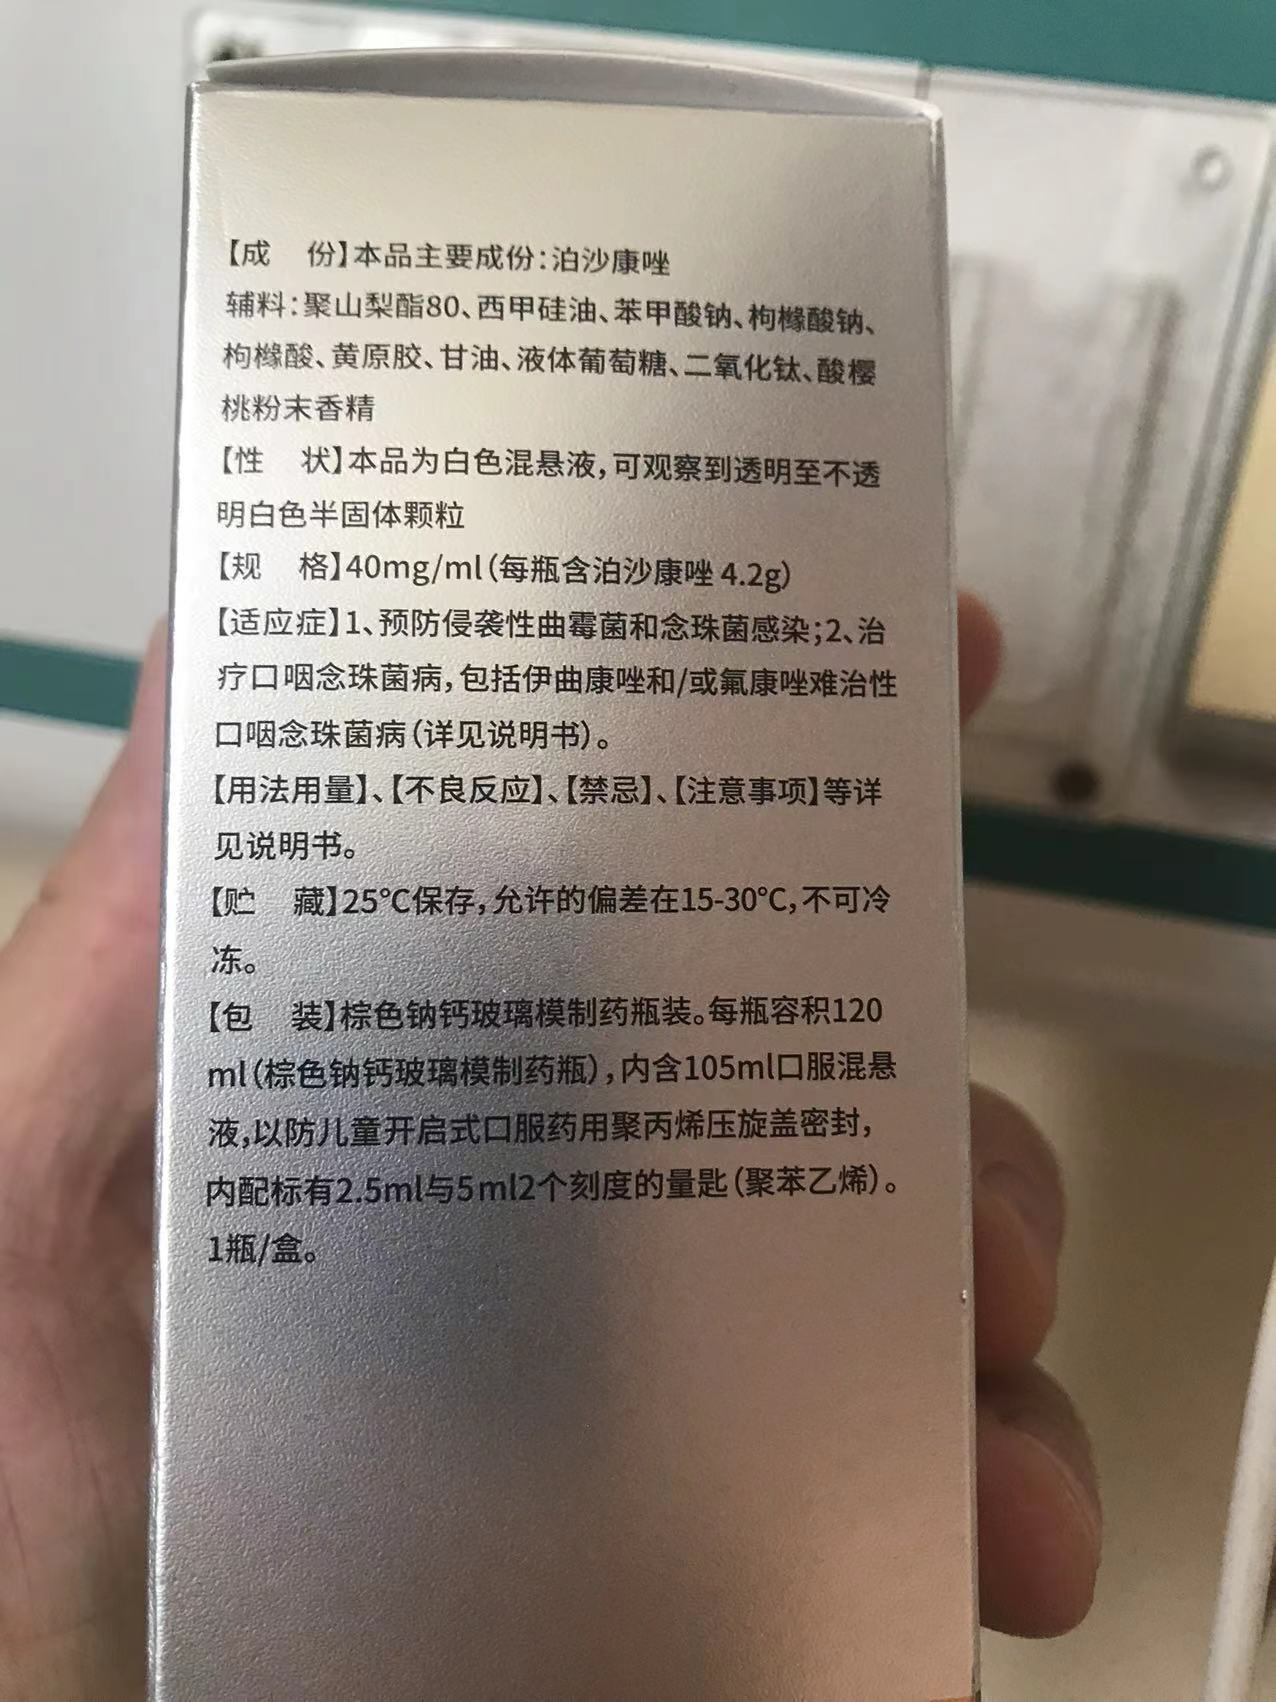 【成 份】本品主要成份：泊沙康唑
辅料：聚山梨酯80、西甲硅油、苯甲酸钠、枸橼酸钠、
枸橼酸、黄原胶、甘油、液体葡萄糖、二氧化钛、酸樱
桃粉末香精
【性 状】本品为白色混悬液，可观察到透明至不透
明白色半固体颗粒
【规 格】40mg/ml（每瓶含泊沙康唑 4.2g）
【适应症】1、预防侵袭性曲霉菌和念珠菌感染；2、治
疗口咽念珠菌病，包括伊曲康唑和/或氟康唑难治性
口咽念珠菌病（详见说明书）。
【用法用量】、【不良反应】、【禁忌】、【注意事项】等详
见说明书。
【贮 藏】25℃保存，允许的偏差在15-30℃，不可冷
冻。
【包 装】棕色钠钙玻璃模制药瓶装。每瓶容积120
ml（棕色钠钙玻璃模制药瓶），内含105ml口服混悬
液，以防儿童开启式口服药用聚丙烯压旋盖密封，
内配标有2.5ml与5ml2个刻度的量匙（聚苯乙烯）。
1瓶/盒。